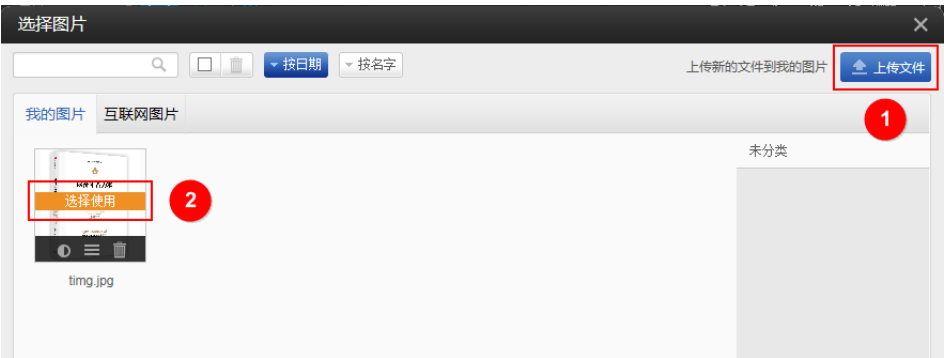 选择图片
按日期 按名字 上传新的文件到我的图片 上传文件
1
我的图片 互联网图片
未分类
选择使用 2
timg.jpg